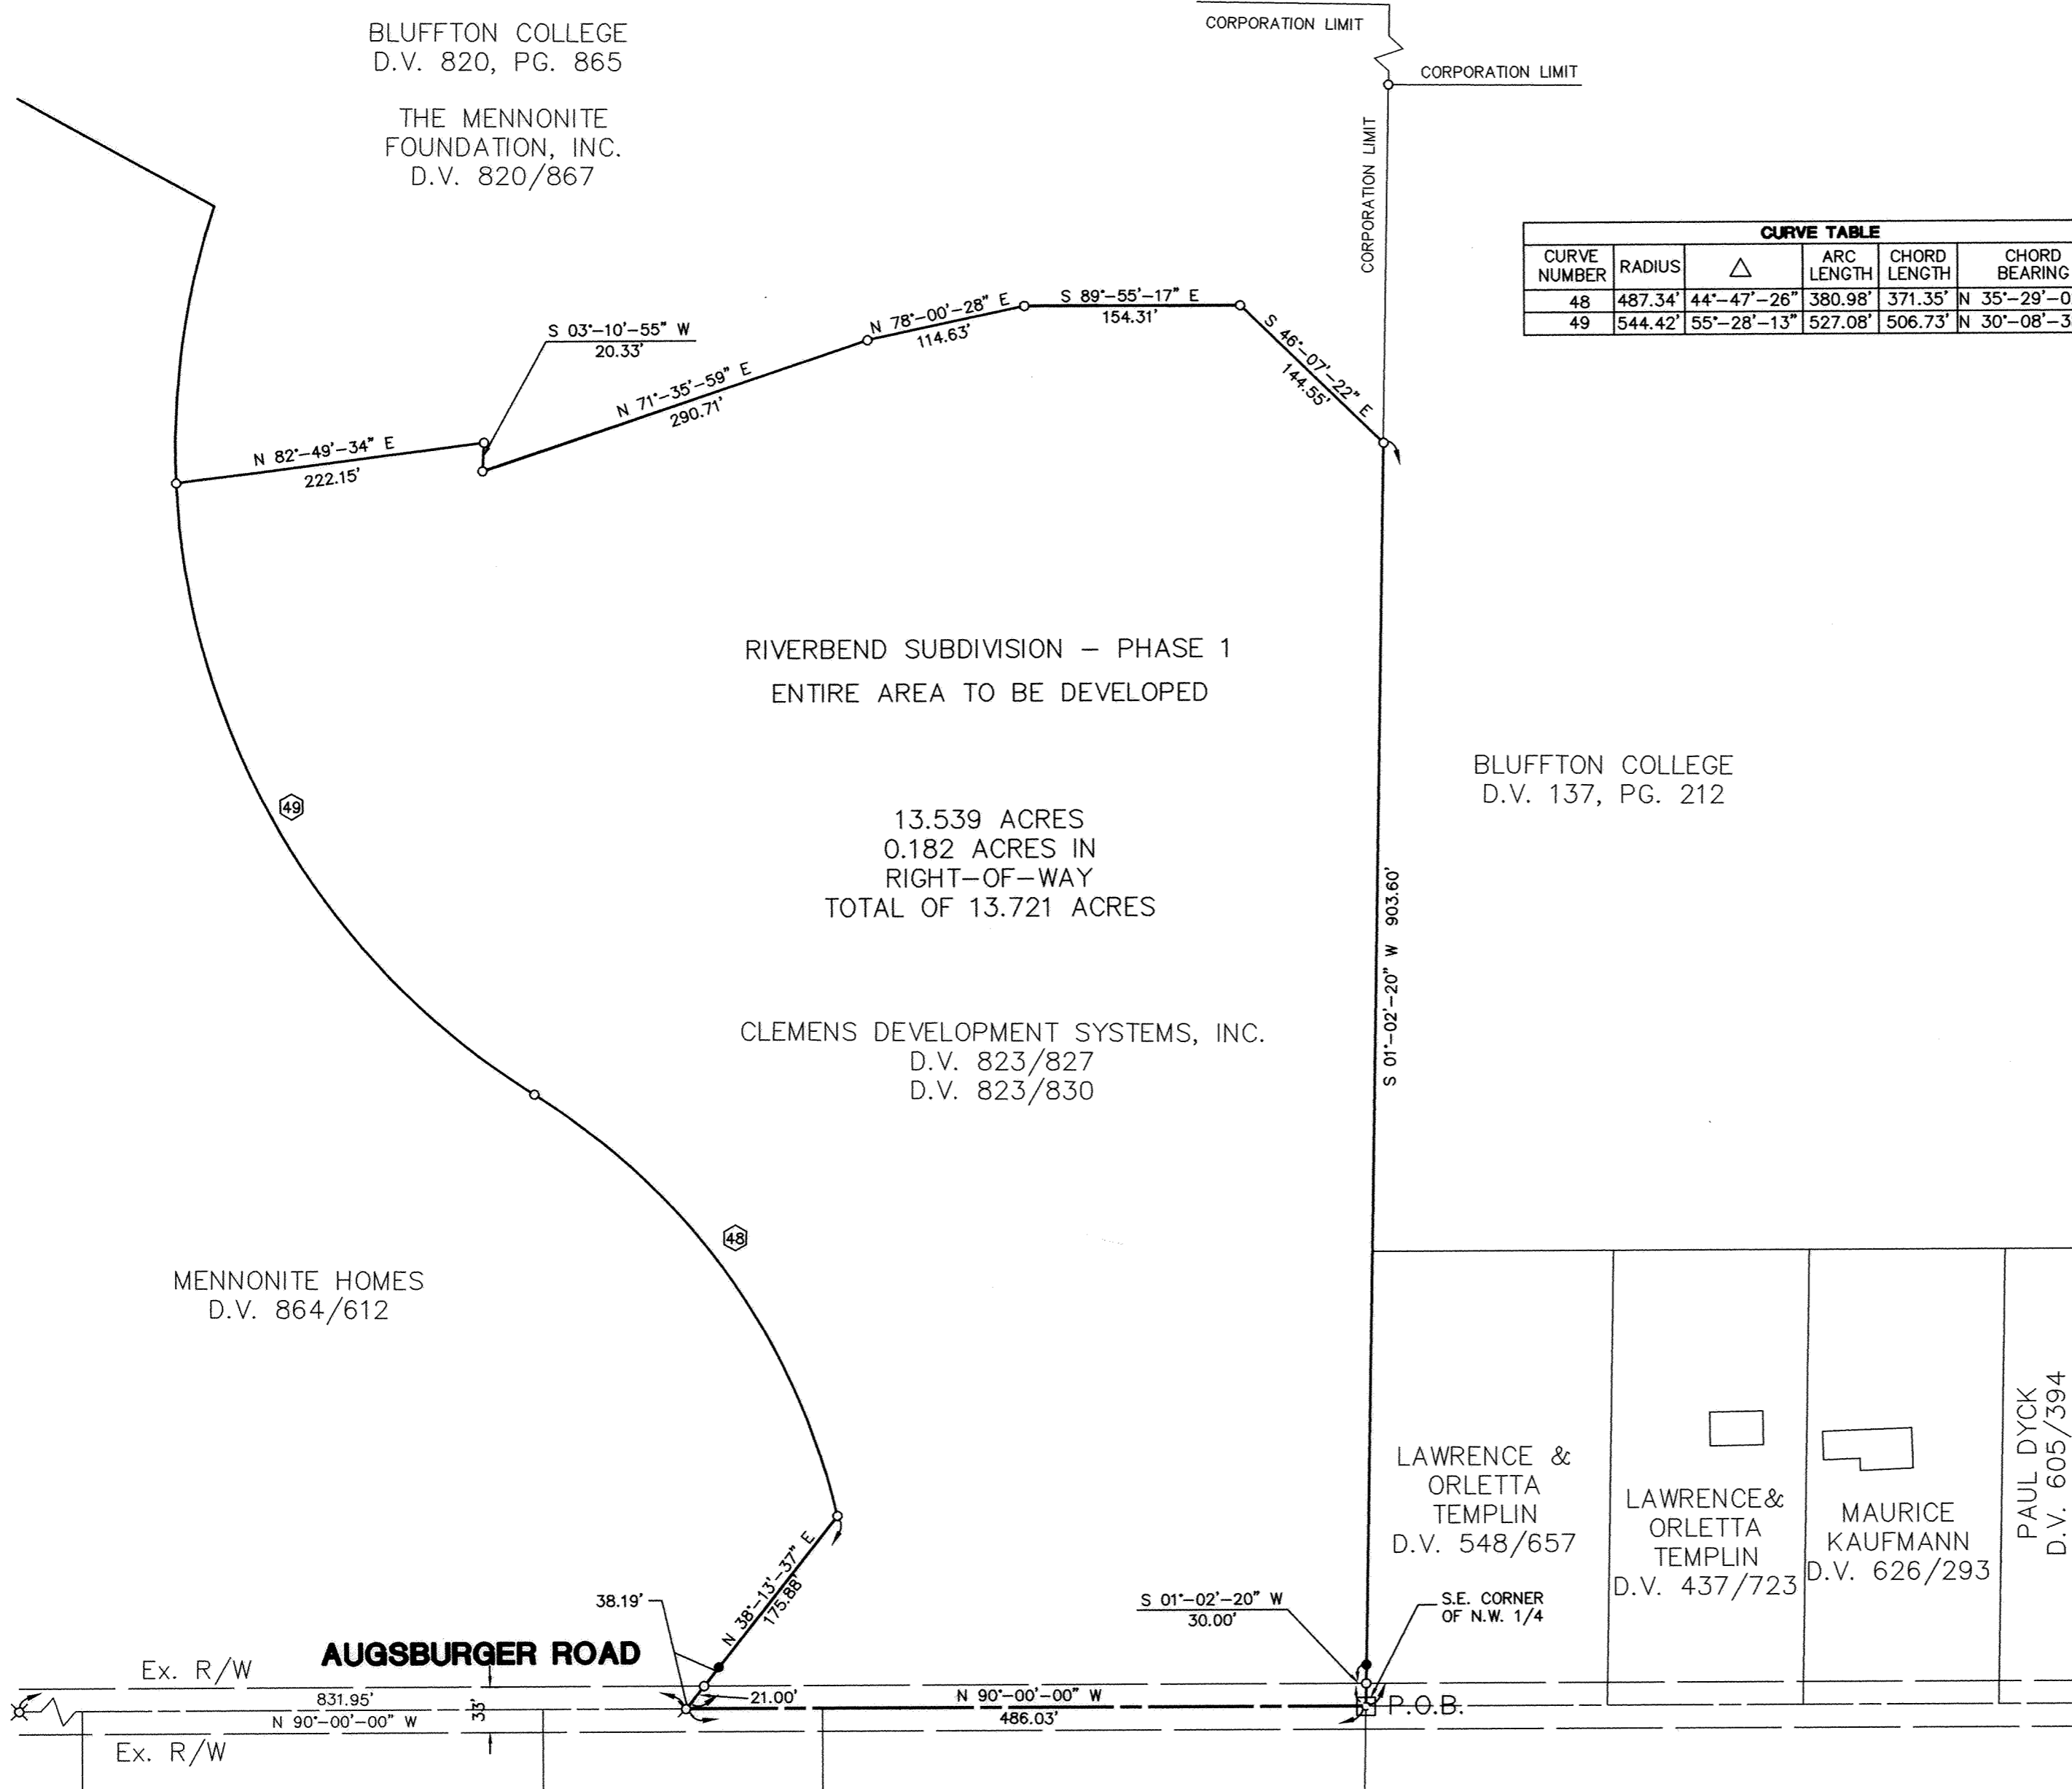 BLUFFTON COLLEGE
D.V. 820, PG. 865
THE MENNONITE
FOUNDATION, INC.
D.V. 820/867
CORPORATION LIMIT
CORPORATION LIMIT
CORPORATION LIMIT
CURVE TABLE
CURVE NUMBER RADIUS △ ARC LENGTH CHORD LENGTH CHORD BEARING
48 487.34' 44°-47'-26" 380.98' 371.35' N 35°-29'-0
49 544.42' 55°-28'-13" 527.08' 506.73' N 30°-08'-3
S 03°-10'-55" W
20.33'
N 82°-49'-34" E
222.15'
N 71°-35'-59" E
290.71'
N 78°-00'-28" E
114.63'
S 89°-55'-17" E
154.31'
S 46°-07'-22" E
144.55'
RIVERBEND SUBDIVISION – PHASE 1
ENTIRE AREA TO BE DEVELOPED
BLUFFTON COLLEGE
D.V. 137, PG. 212
49
13.539 ACRES
0.182 ACRES IN
RIGHT–OF–WAY
TOTAL OF 13.721 ACRES
S 01°-02'-20" W 903.60'
CLEMENS DEVELOPMENT SYSTEMS, INC.
D.V. 823/827
D.V. 823/830
48
MENNONITE HOMES
D.V. 864/612
LAWRENCE &
ORLETTA
TEMPLIN
D.V. 548/657
LAWRENCE&
ORLETTA
TEMPLIN
D.V. 437/723
MAURICE
KAUFMANN
D.V. 626/293
PAUL DYCK
D.V. 605/394
N 38°-13'-37" E
175.88'
38.19'
S 01°-02'-20" W
30.00'
S.E. CORNER
OF N.W. 1/4
AUGSBURGER ROAD
Ex. R/W
831.95'
N 90°-00'-00" W
33'
21.00'
N 90°-00'-00" W
486.03'
P.O.B.
Ex. R/W